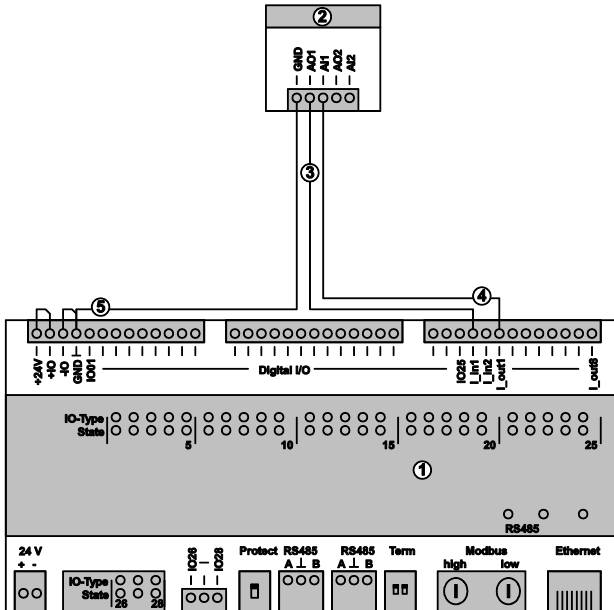 2
GND
AO1
AI1
AO2
AI2
3
4
5
+24V
+IO
-IO
GND
IO01
Digital I/O
IO25
I_in1
I_in2
I_out1
I_out8
IO-Type
State
5
10
15
20
25
1
RS485
24 V
+ -
IO-Type
State
26
28
IO26
IO28
Protect
RS485
A ⊥ B
RS485
A ⊥ B
Term
Modbus
high
low
Ethernet